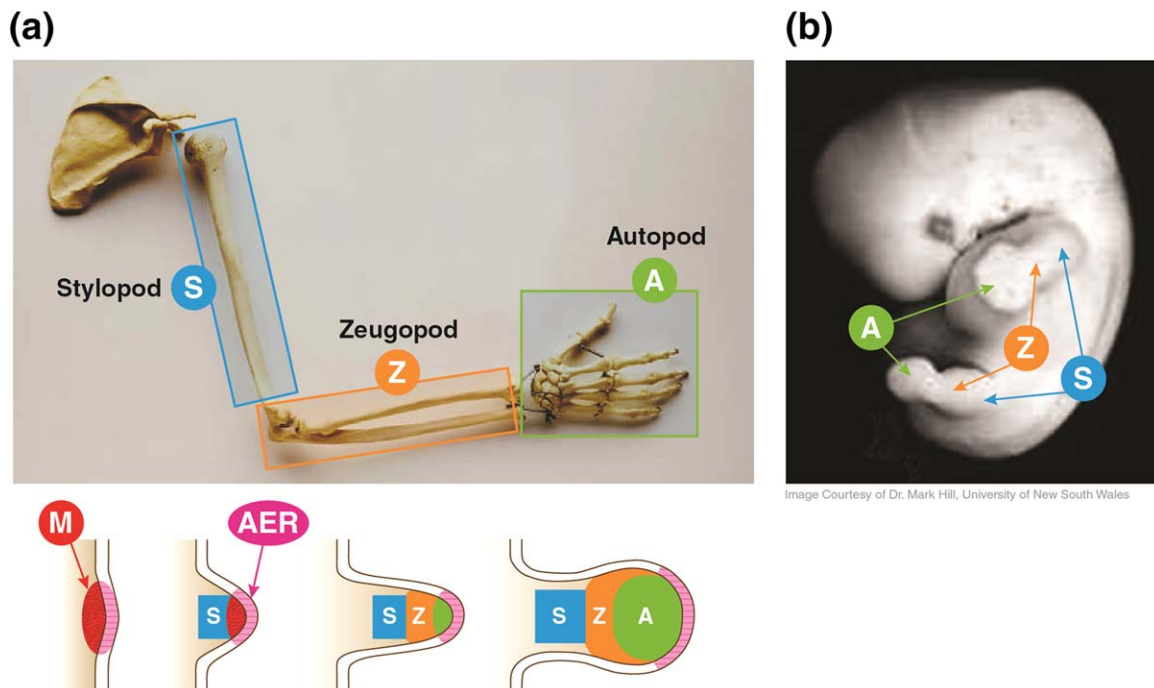 (a)
(b)
Autopod
A
Stylopod S
Zeugopod
Z
A
Z
S
Image Courtesy of Dr. Mark Hill, University of New South Wales
M
AER
S
S Z
S Z A